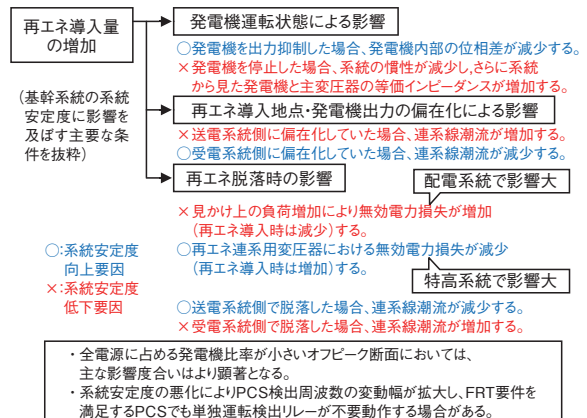 再エネ導入量
の増加
(基幹系統の系統
安定度に影響を
及ぼす主要な条
件を抜粋)
発電機運転状態による影響
○発電機を出力抑制した場合、発電機内部の位相差が減少する。
×発電機を停止した場合、系統の慣性が減少し、さらに系統
から見た発電機と主変圧器の等価インピーダンスが増加する。
再エネ導入地点・発電機出力の偏在化による影響
×送電系統側に偏在化していた場合、連系線潮流が増加する。
○受電系統側に偏在化していた場合、連系線潮流が減少する。
再エネ脱落時の影響
配電系統で影響大
×見かけ上の負荷増加により無効電力損失が増加
(再エネ導入時は減少)する。
○再エネ連系用変圧器における無効電力損失が減少
(再エネ導入時は増加)する。
特高系統で影響大
○送電系統側で脱落した場合、連系線潮流が減少する。
×受電系統側で脱落した場合、連系線潮流が増加する。
○:系統安定度
向上要因
×:系統安定度
低下要因
・全電源に占める発電機比率が小さいオフピーク断面においては、
主な影響度合いはより顕著となる。
・系統安定度の悪化によりPCS検出周波数の変動幅が拡大し、FRT要件を
満足するPCSでも単独運転検出リレーが不要動作する場合がある。